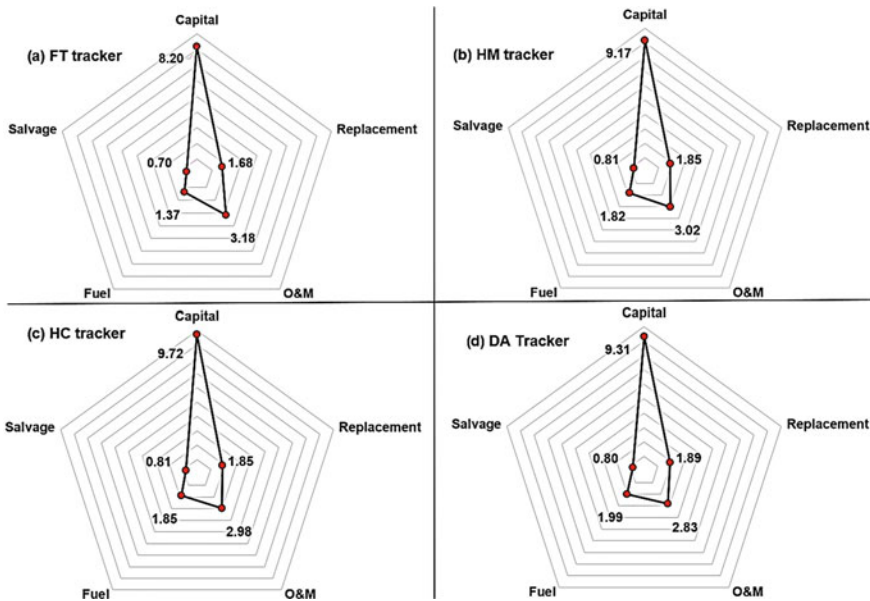 (a) FT tracker
Capital
8.20
Salvage
Replacement
0.70
1.68
1.37
3.18
Fuel
O&M
(b) HM tracker
Capital
9.17
Salvage
Replacement
0.81
1.85
1.82
3.02
Fuel
O&M
(c) HC tracker
Capital
9.72
Salvage
Replacement
0.81
1.85
1.85
2.98
Fuel
O&M
(d) DA Tracker
Capital
9.31
Salvage
Replacement
0.80
1.89
1.99
2.83
Fuel
O&M